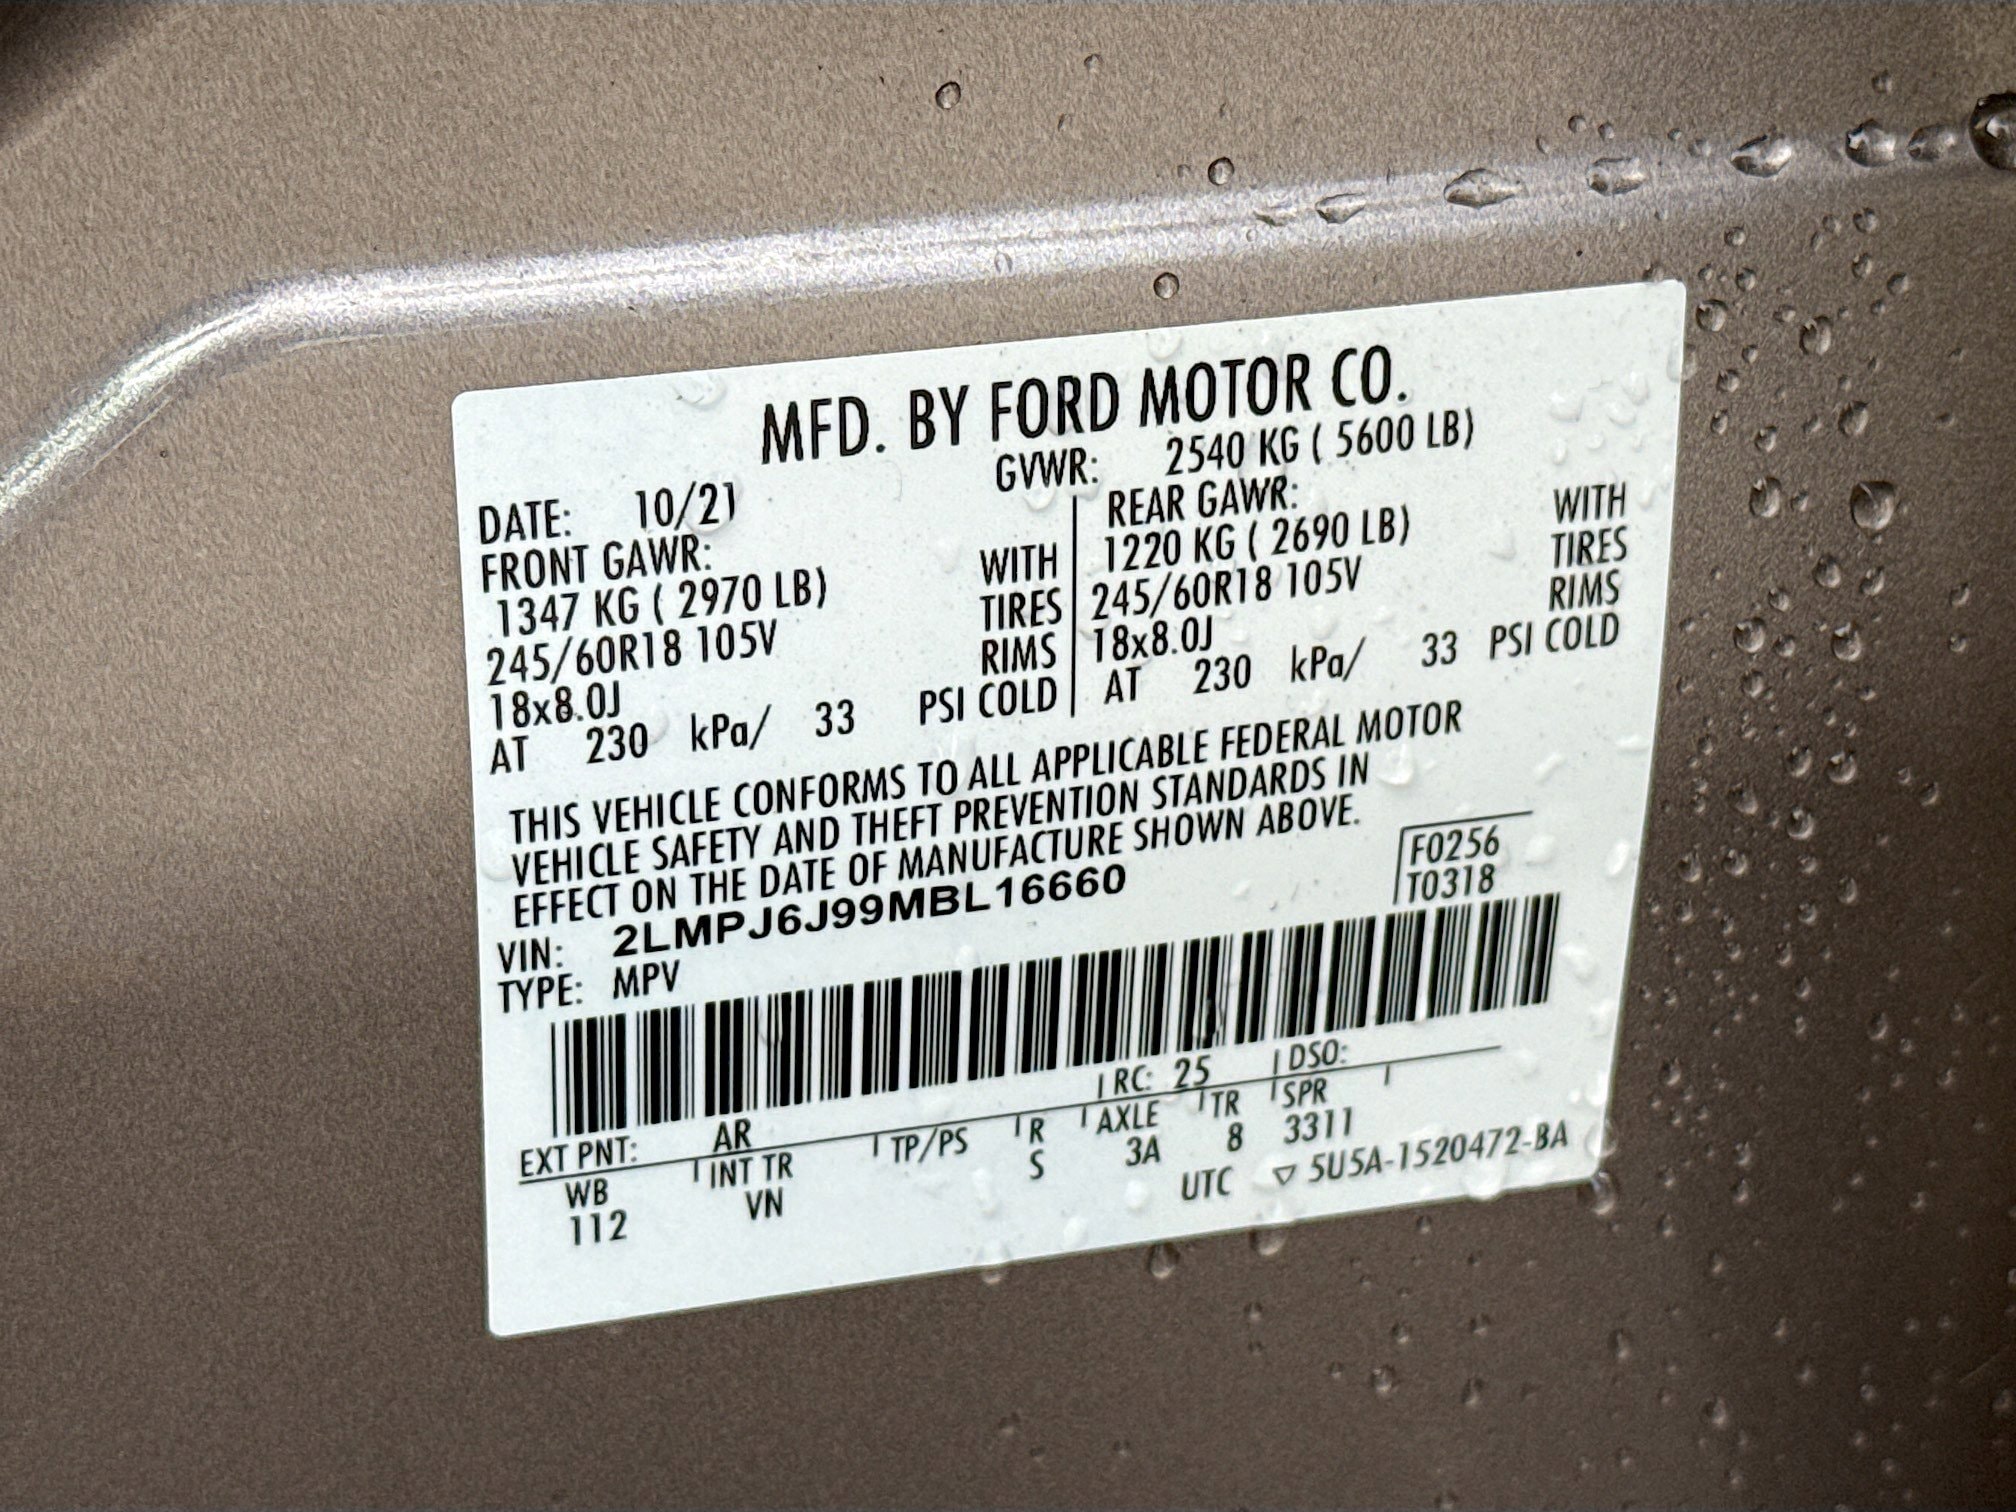 MFD. BY FORD MOTOR CO.
DATE: 10/21 GVWR: 2540 KG ( 5600 LB)
FRONT GAWR: REAR GAWR:
1347 KG ( 2970 LB) WITH 1220 KG ( 2690 LB) WITH
245/60R18 105V TIRES 245/60R18 105V TIRES
18x8.0J RIMS 18x8.0J RIMS
AT 230 kPa/ 33 PSI COLD AT 230 kPa/ 33 PSI COLD
THIS VEHICLE CONFORMS TO ALL APPLICABLE FEDERAL MOTOR
VEHICLE SAFETY AND THEFT PREVENTION STANDARDS IN
EFFECT ON THE DATE OF MANUFACTURE SHOWN ABOVE.
F0256
VIN: 2LMPJ6J99MBL16660 T0318
TYPE: MPV
EXT PNT: AR RC: 25 DSO:
WB INT TR TP/PS R AXLE TR SPR
112 VN S 3A 8 3311
UTC ▽ 5U5A-1520472-BA